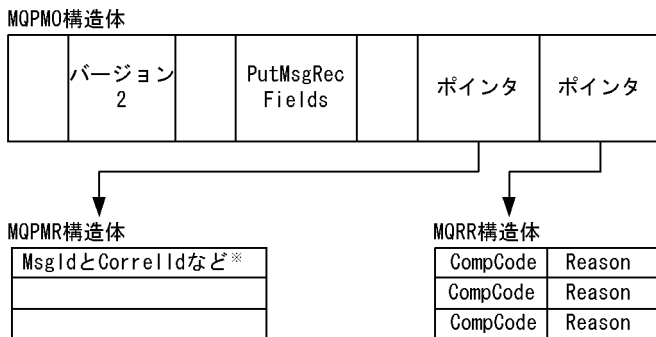 MQPMO構造体
バージョン
2
PutMsgRec
Fields
ポインタ
ポインタ
MQPMR構造体
MsgIdとCorrelIdなど※
MQRR構造体
CompCode Reason
CompCode Reason
CompCode Reason